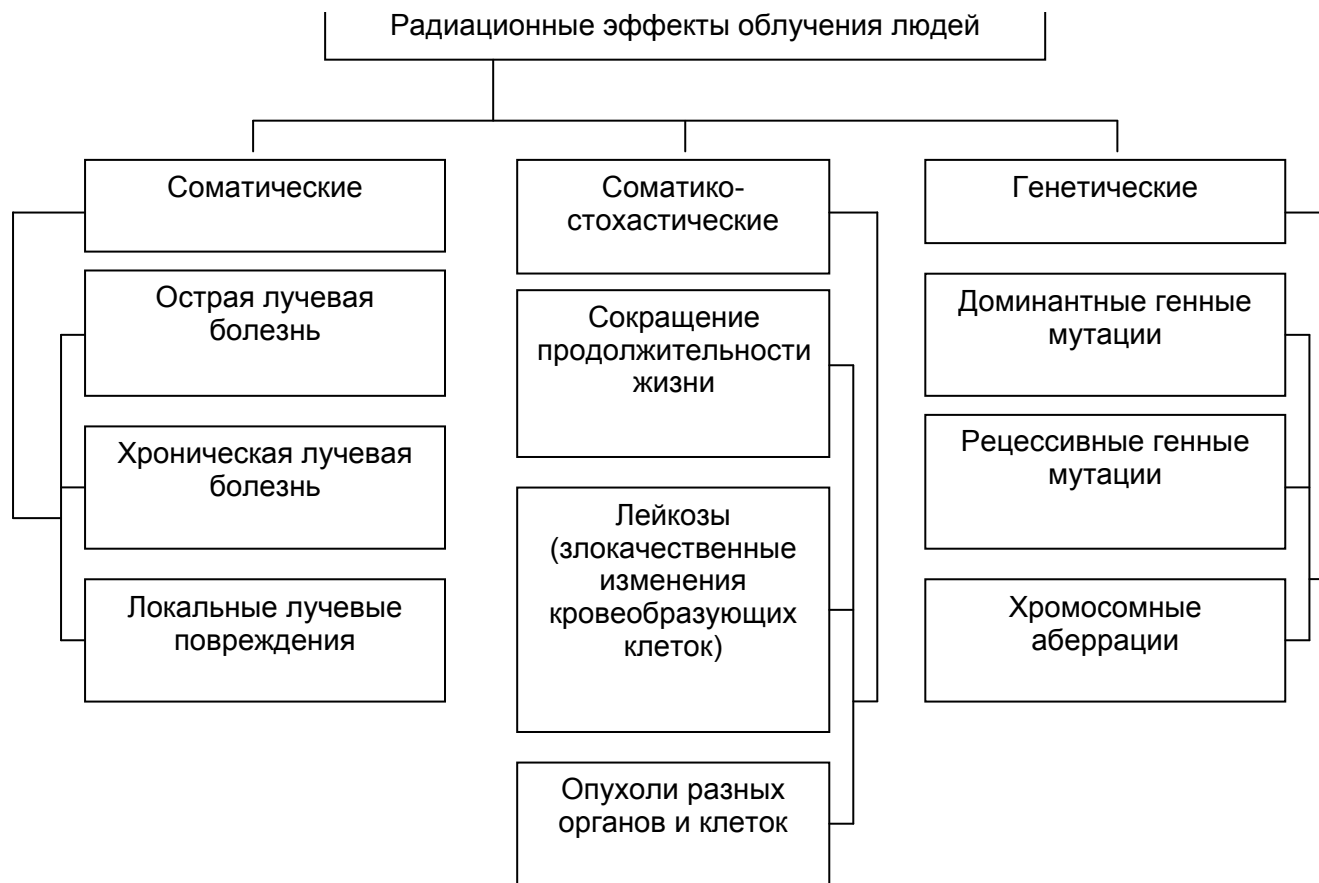 Радиационные эффекты облучения людей
Соматические
Острая лучевая
болезнь
Хроническая лучевая
болезнь
Локальные лучевые
повреждения
Соматико-
стохастические
Сокращение
продолжительности
жизни
Лейкозы
(злокачественные
изменения
кровеобразующих
клеток)
Опухоли разных
органов и клеток
Генетические
Доминантные генные
мутации
Рецессивные генные
мутации
Хромосомные
аберрации